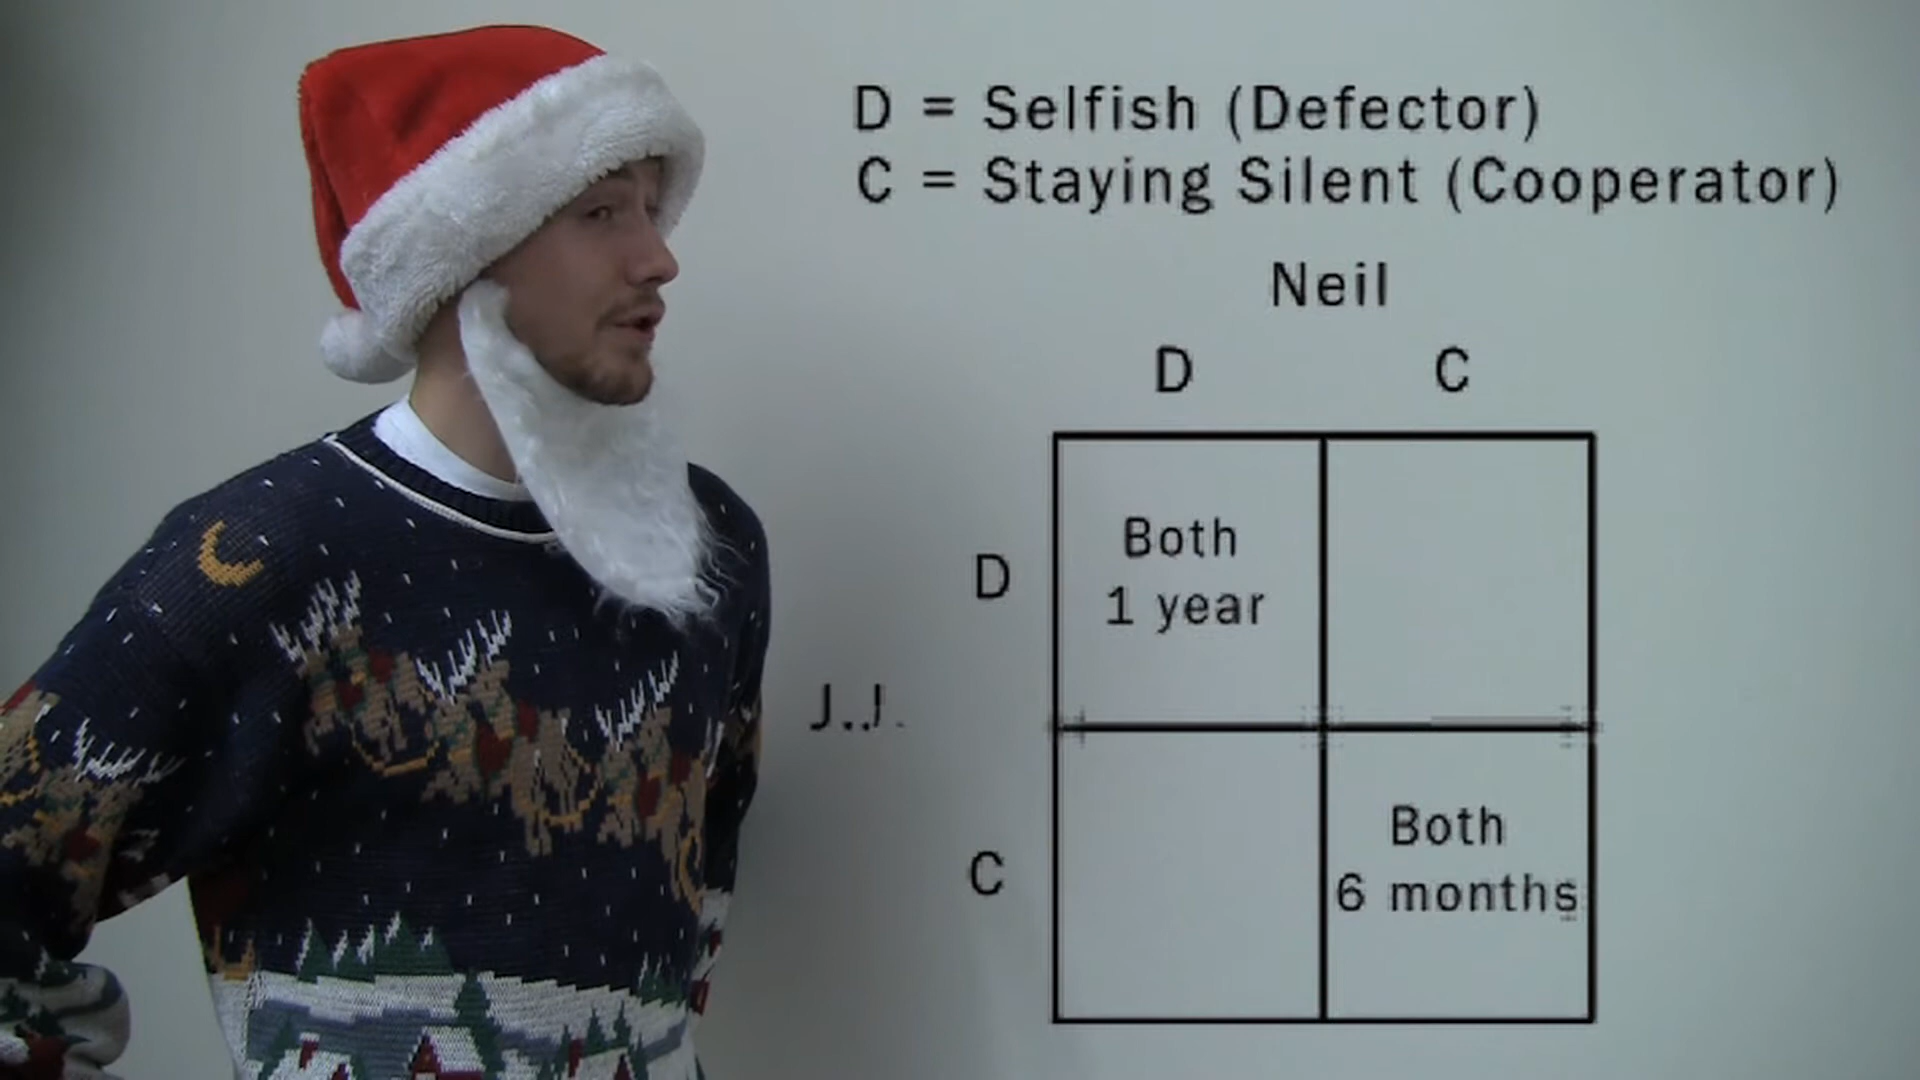 D = Selfish (Defector)
C = Staying Silent (Cooperator)
Neil
D C
D
Both
1 year
J.J.
C
Both
6 months